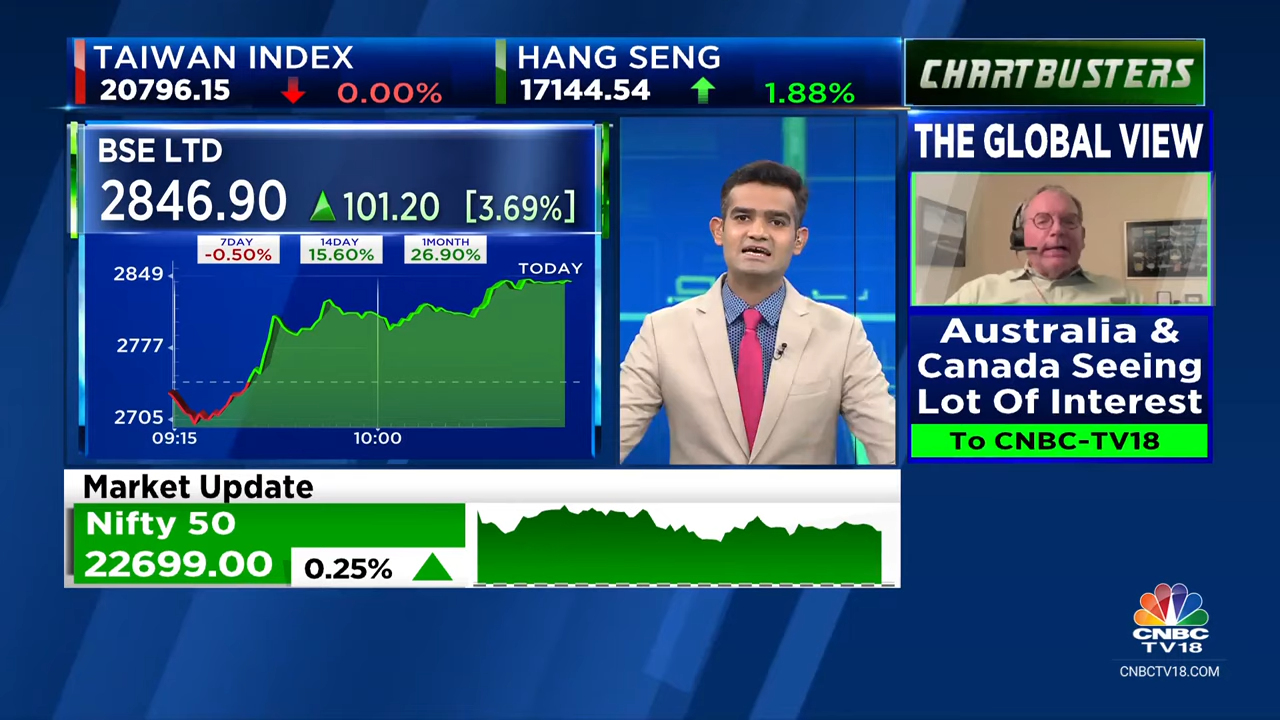 TAIWAN INDEX
20796.15 0.00%
HANG SENG
17144.54 1.88%
CHARTBUSTERS
BSE LTD
2846.90 101.20 [3.69%]
7DAY
-0.50%
14DAY
15.60%
1MONTH
26.90%
TODAY
2849
2777
2705
09:15 10:00
THE GLOBAL VIEW
Australia &
Canada Seeing
Lot Of Interest
To CNBC-TV18
Market Update
Nifty 50
22699.00 0.25%
CNBC
TV18
CNBCTV18.COM